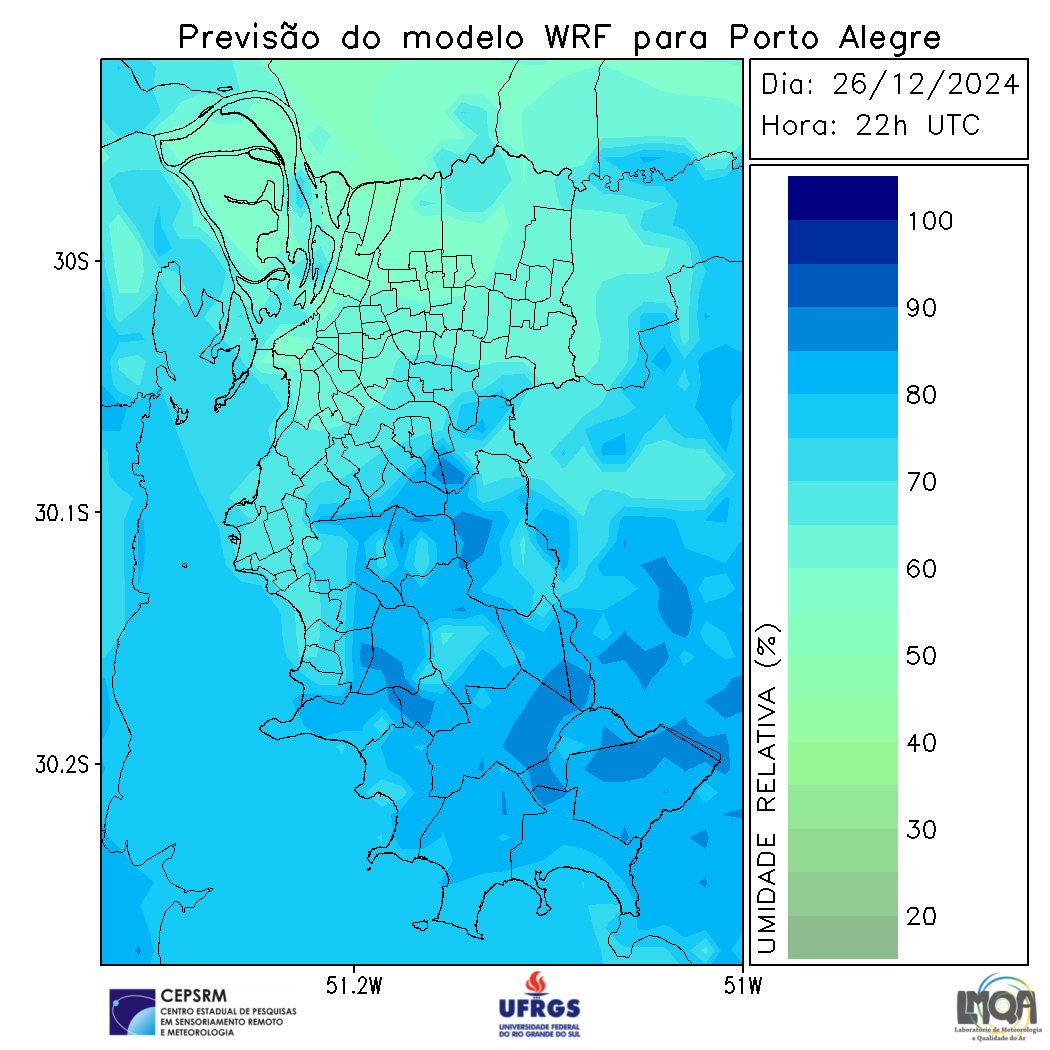 Previsão do modelo WRF para Porto Alegre
Dia: 26/12/2024
Hora: 22h UTC
100
90
80
70
60
50
40
30
20
UMIDADE RELATIVA (%)
30S
30.1S
30.2S
51.2W
51W
CEPSRM
CENTRO ESTADUAL DE PESQUISAS
EM SENSORIAMENTO REMOTO
E METEOROLOGIA
UFRGS
UNIVERSIDADE FEDERAL
DO RIO GRANDE DO SUL
LMQA
Laboratório de Meteorologia
e Qualidade do Ar